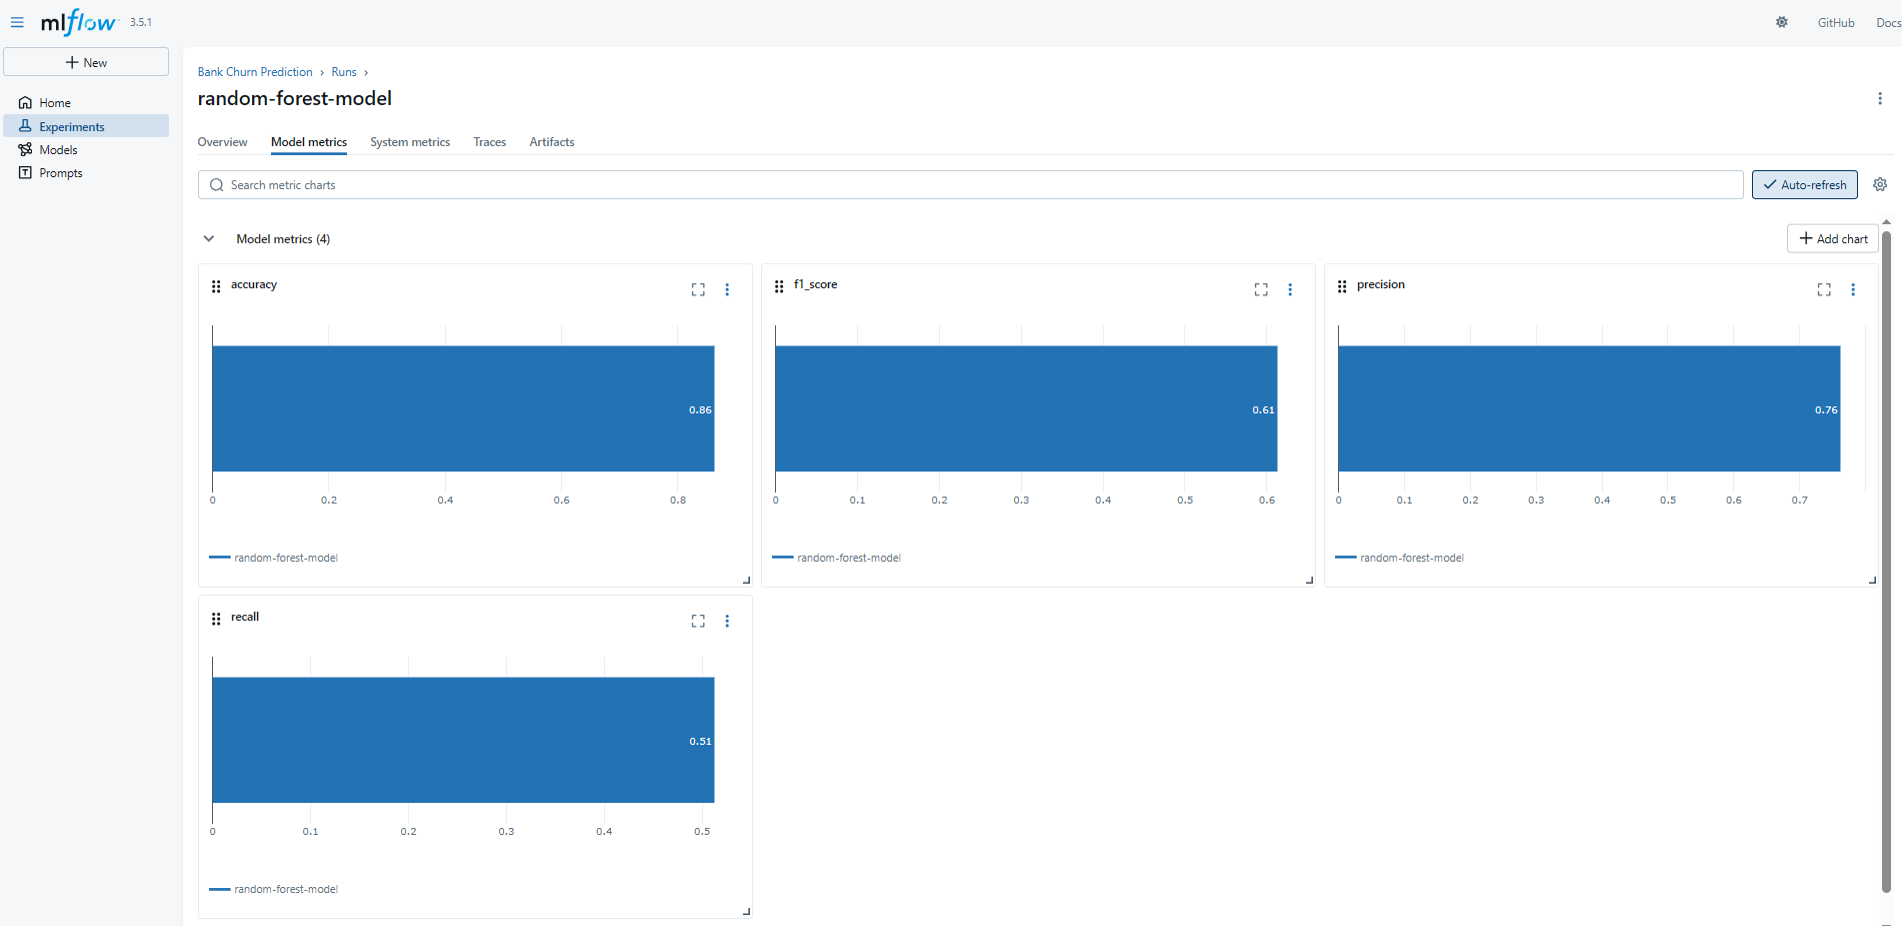 mlflow 3.5.1
GitHub
Docs
New
Home
Experiments
Models
Prompts
Bank Churn Prediction › Runs ›
random-forest-model
Overview Model metrics System metrics Traces Artifacts
Search metric charts
Auto-refresh
Model metrics (4)
Add chart
accuracy
0.86
0 0.2 0.4 0.6 0.8
random-forest-model
f1_score
0.61
0 0.1 0.2 0.3 0.4 0.5 0.6
random-forest-model
precision
0.76
0 0.1 0.2 0.3 0.4 0.5 0.6 0.7
random-forest-model
recall
0.51
0 0.1 0.2 0.3 0.4 0.5
random-forest-model